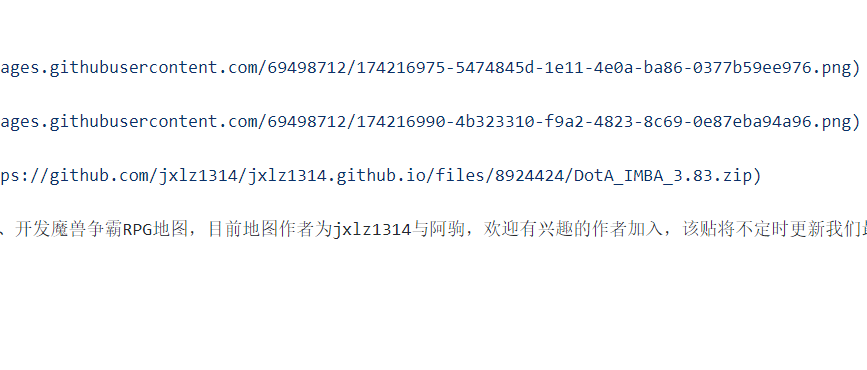 ages.githubusercontent.com/69498712/174216975-5474845d-1e11-4e0a-ba86-0377b59ee976.png)
ages.githubusercontent.com/69498712/174216990-4b323310-f9a2-4823-8c69-0e87eba94a96.png)
ps://github.com/jxlz1314/jxlz1314.github.io/files/8924424/DotA_IMBA_3.83.zip)
、开发魔兽争霸RPG地图，目前地图作者为jxlz1314与阿驹，欢迎有兴趣的作者加入，该贴将不定时更新我们